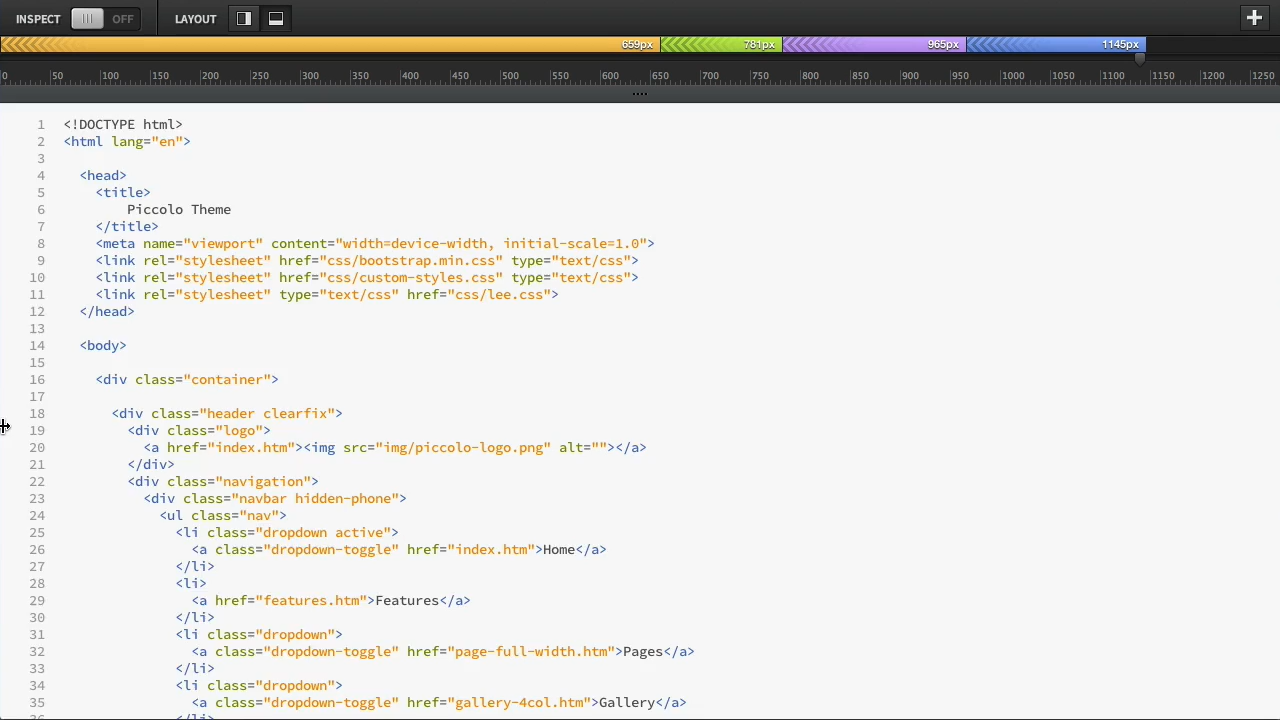 INSPECT OFF LAYOUT
659px 781px 965px 1145px
0 50 100 150 200 250 300 350 400 450 500 550 600 650 700 750 800 850 900 950 1000 1050 1100 1150 1200 1250
1 <!DOCTYPE html>
2 <html lang="en">
3
4 <head>
5 <title>
6 Piccolo Theme
7 </title>
8 <meta name="viewport" content="width=device-width, initial-scale=1.0">
9 <link rel="stylesheet" href="css/bootstrap.min.css" type="text/css">
10 <link rel="stylesheet" href="css/custom-styles.css" type="text/css">
11 <link rel="stylesheet" type="text/css" href="css/lee.css">
12 </head>
13
14 <body>
15
16 <div class="container">
17
18 <div class="header clearfix">
19 <div class="logo">
20 <a href="index.htm"><img src="img/piccolo-logo.png" alt=""></a>
21 </div>
22 <div class="navigation">
23 <div class="navbar hidden-phone">
24 <ul class="nav">
25 <li class="dropdown active">
26 <a class="dropdown-toggle" href="index.htm">Home</a>
27 </li>
28 <li>
29 <a href="features.htm">Features</a>
30 </li>
31 <li class="dropdown">
32 <a class="dropdown-toggle" href="page-full-width.htm">Pages</a>
33 </li>
34 <li class="dropdown">
35 <a class="dropdown-toggle" href="gallery-4col.htm">Gallery</a>
36 </li>